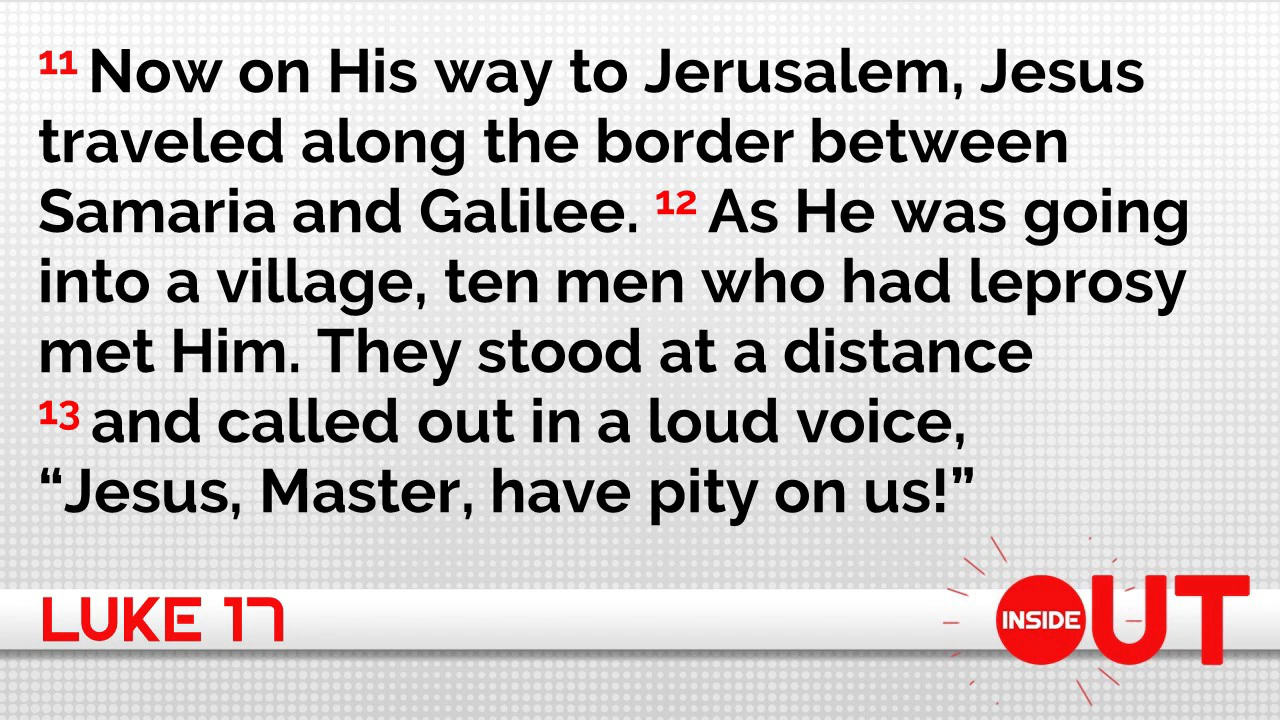 11 Now on His way to Jerusalem, Jesus
traveled along the border between
Samaria and Galilee. 12 As He was going
into a village, ten men who had leprosy
met Him. They stood at a distance
13 and called out in a loud voice,
“Jesus, Master, have pity on us!”
LUKE 17
INSIDE OUT